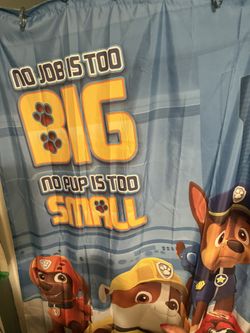 NO JOB IS TOO
BIG
NO PUP IS TOO
SMALL